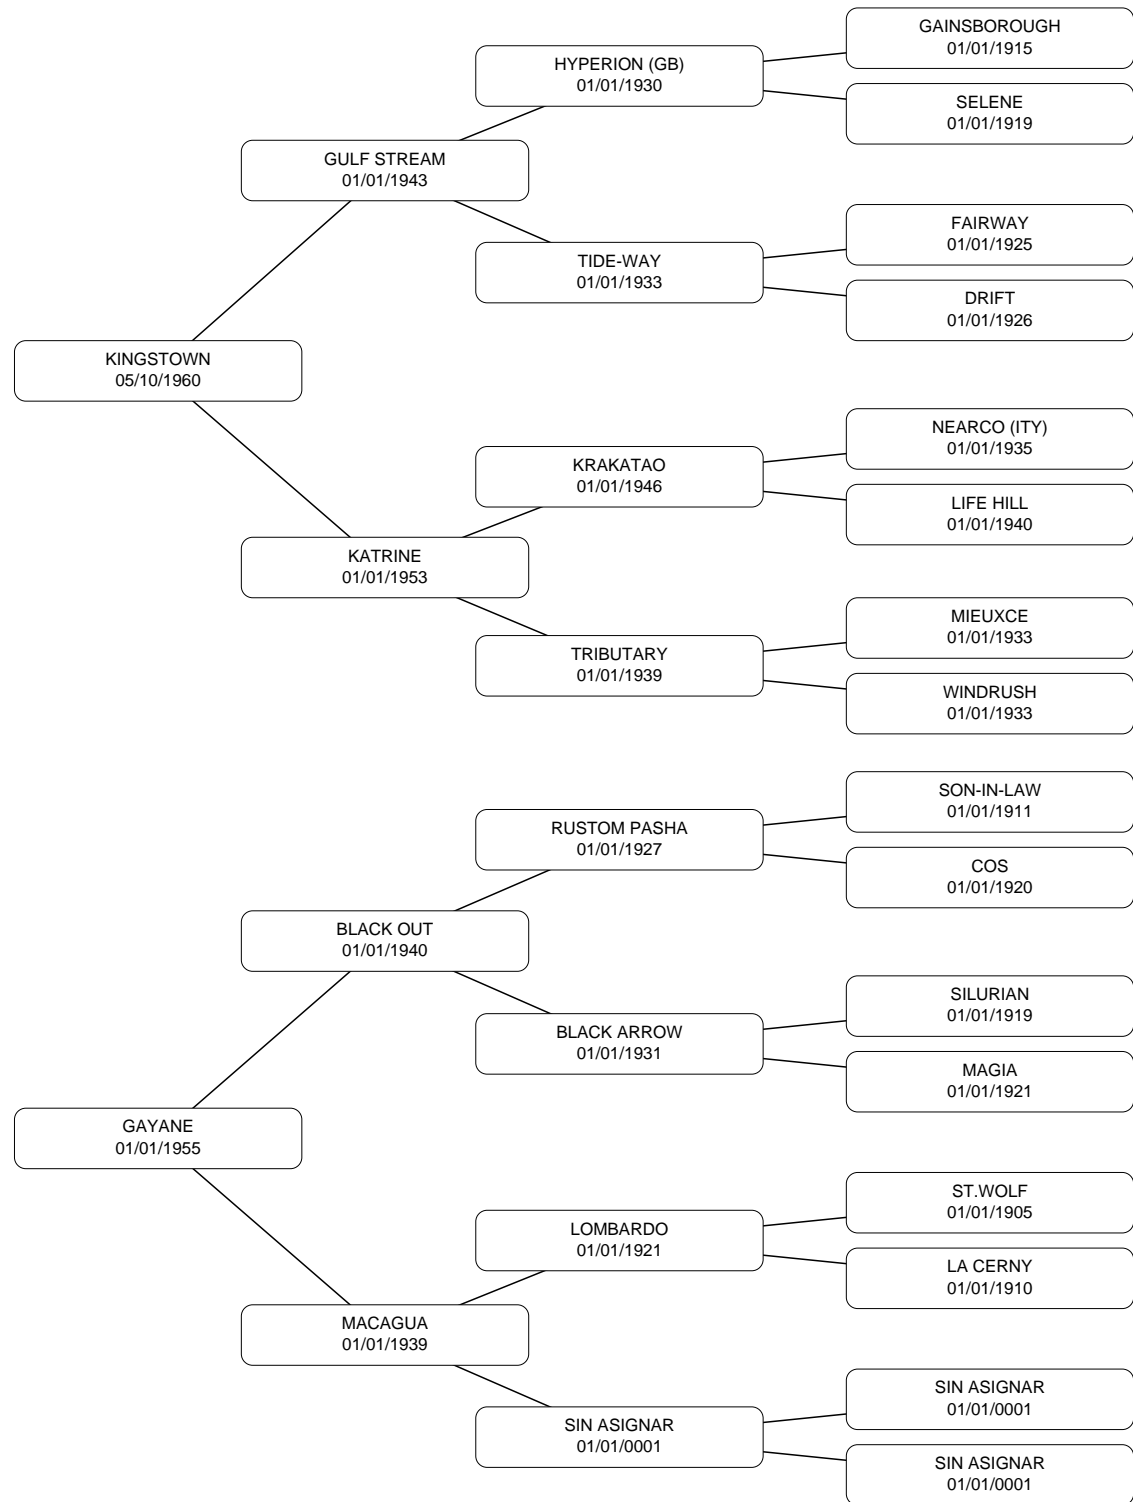 GAINSBOROUGH
01/01/1915
HYPERION (GB)
01/01/1930
SELENE
01/01/1919
GULF STREAM
01/01/1943
FAIRWAY
01/01/1925
TIDE-WAY
01/01/1933
DRIFT
01/01/1926
KINGSTOWN
05/10/1960
NEARCO (ITY)
01/01/1935
KRAKATAO
01/01/1946
LIFE HILL
01/01/1940
KATRINE
01/01/1953
MIEUXCE
01/01/1933
TRIBUTARY
01/01/1939
WINDRUSH
01/01/1933
SON-IN-LAW
01/01/1911
RUSTOM PASHA
01/01/1927
COS
01/01/1920
BLACK OUT
01/01/1940
SILURIAN
01/01/1919
BLACK ARROW
01/01/1931
MAGIA
01/01/1921
GAYANE
01/01/1955
ST.WOLF
01/01/1905
LOMBARDO
01/01/1921
LA CERNY
01/01/1910
MACAGUA
01/01/1939
SIN ASIGNAR
01/01/0001
SIN ASIGNAR
01/01/0001
SIN ASIGNAR
01/01/0001